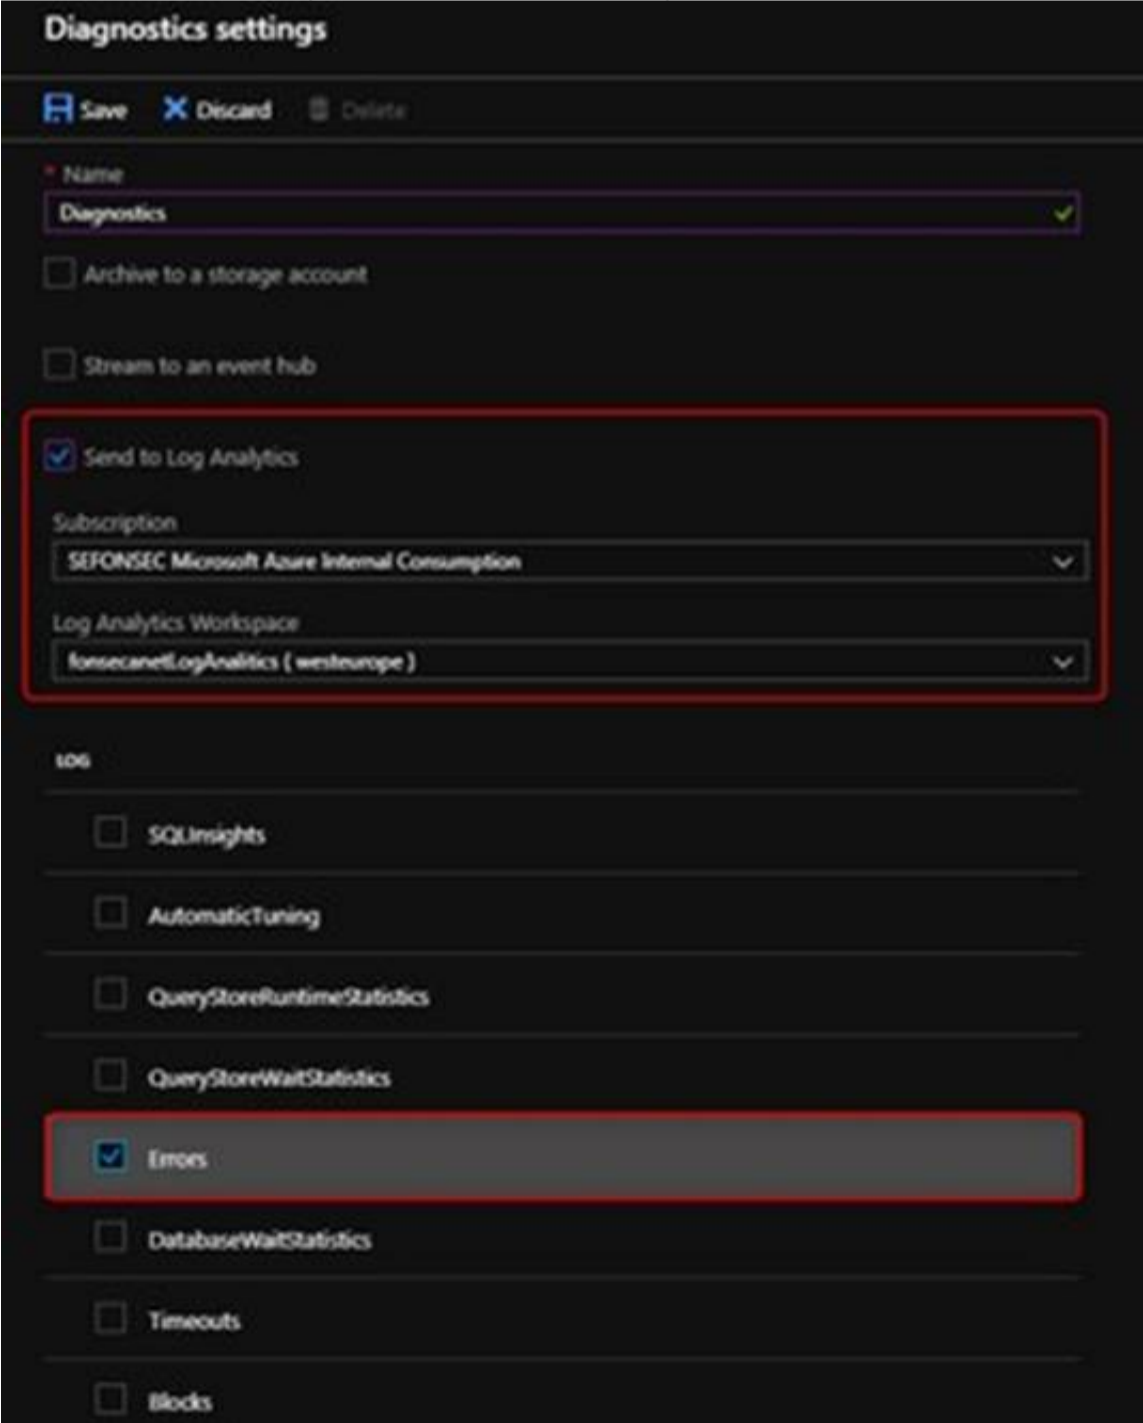 Diagnostics settings
Save Discard Delete
* Name
Diagnostics
Archive to a storage account
Stream to an event hub
Send to Log Analytics
Subscription
SEFONSEC Microsoft Azure Internal Consumption
Log Analytics Workspace
fonsecanetLogAnalitics ( westeurope )
LOG
SQLInsights
AutomaticTuning
QueryStoreRuntimeStatistics
QueryStoreWaitStatistics
Errors
DatabaseWaitStatistics
Timeouts
Blocks